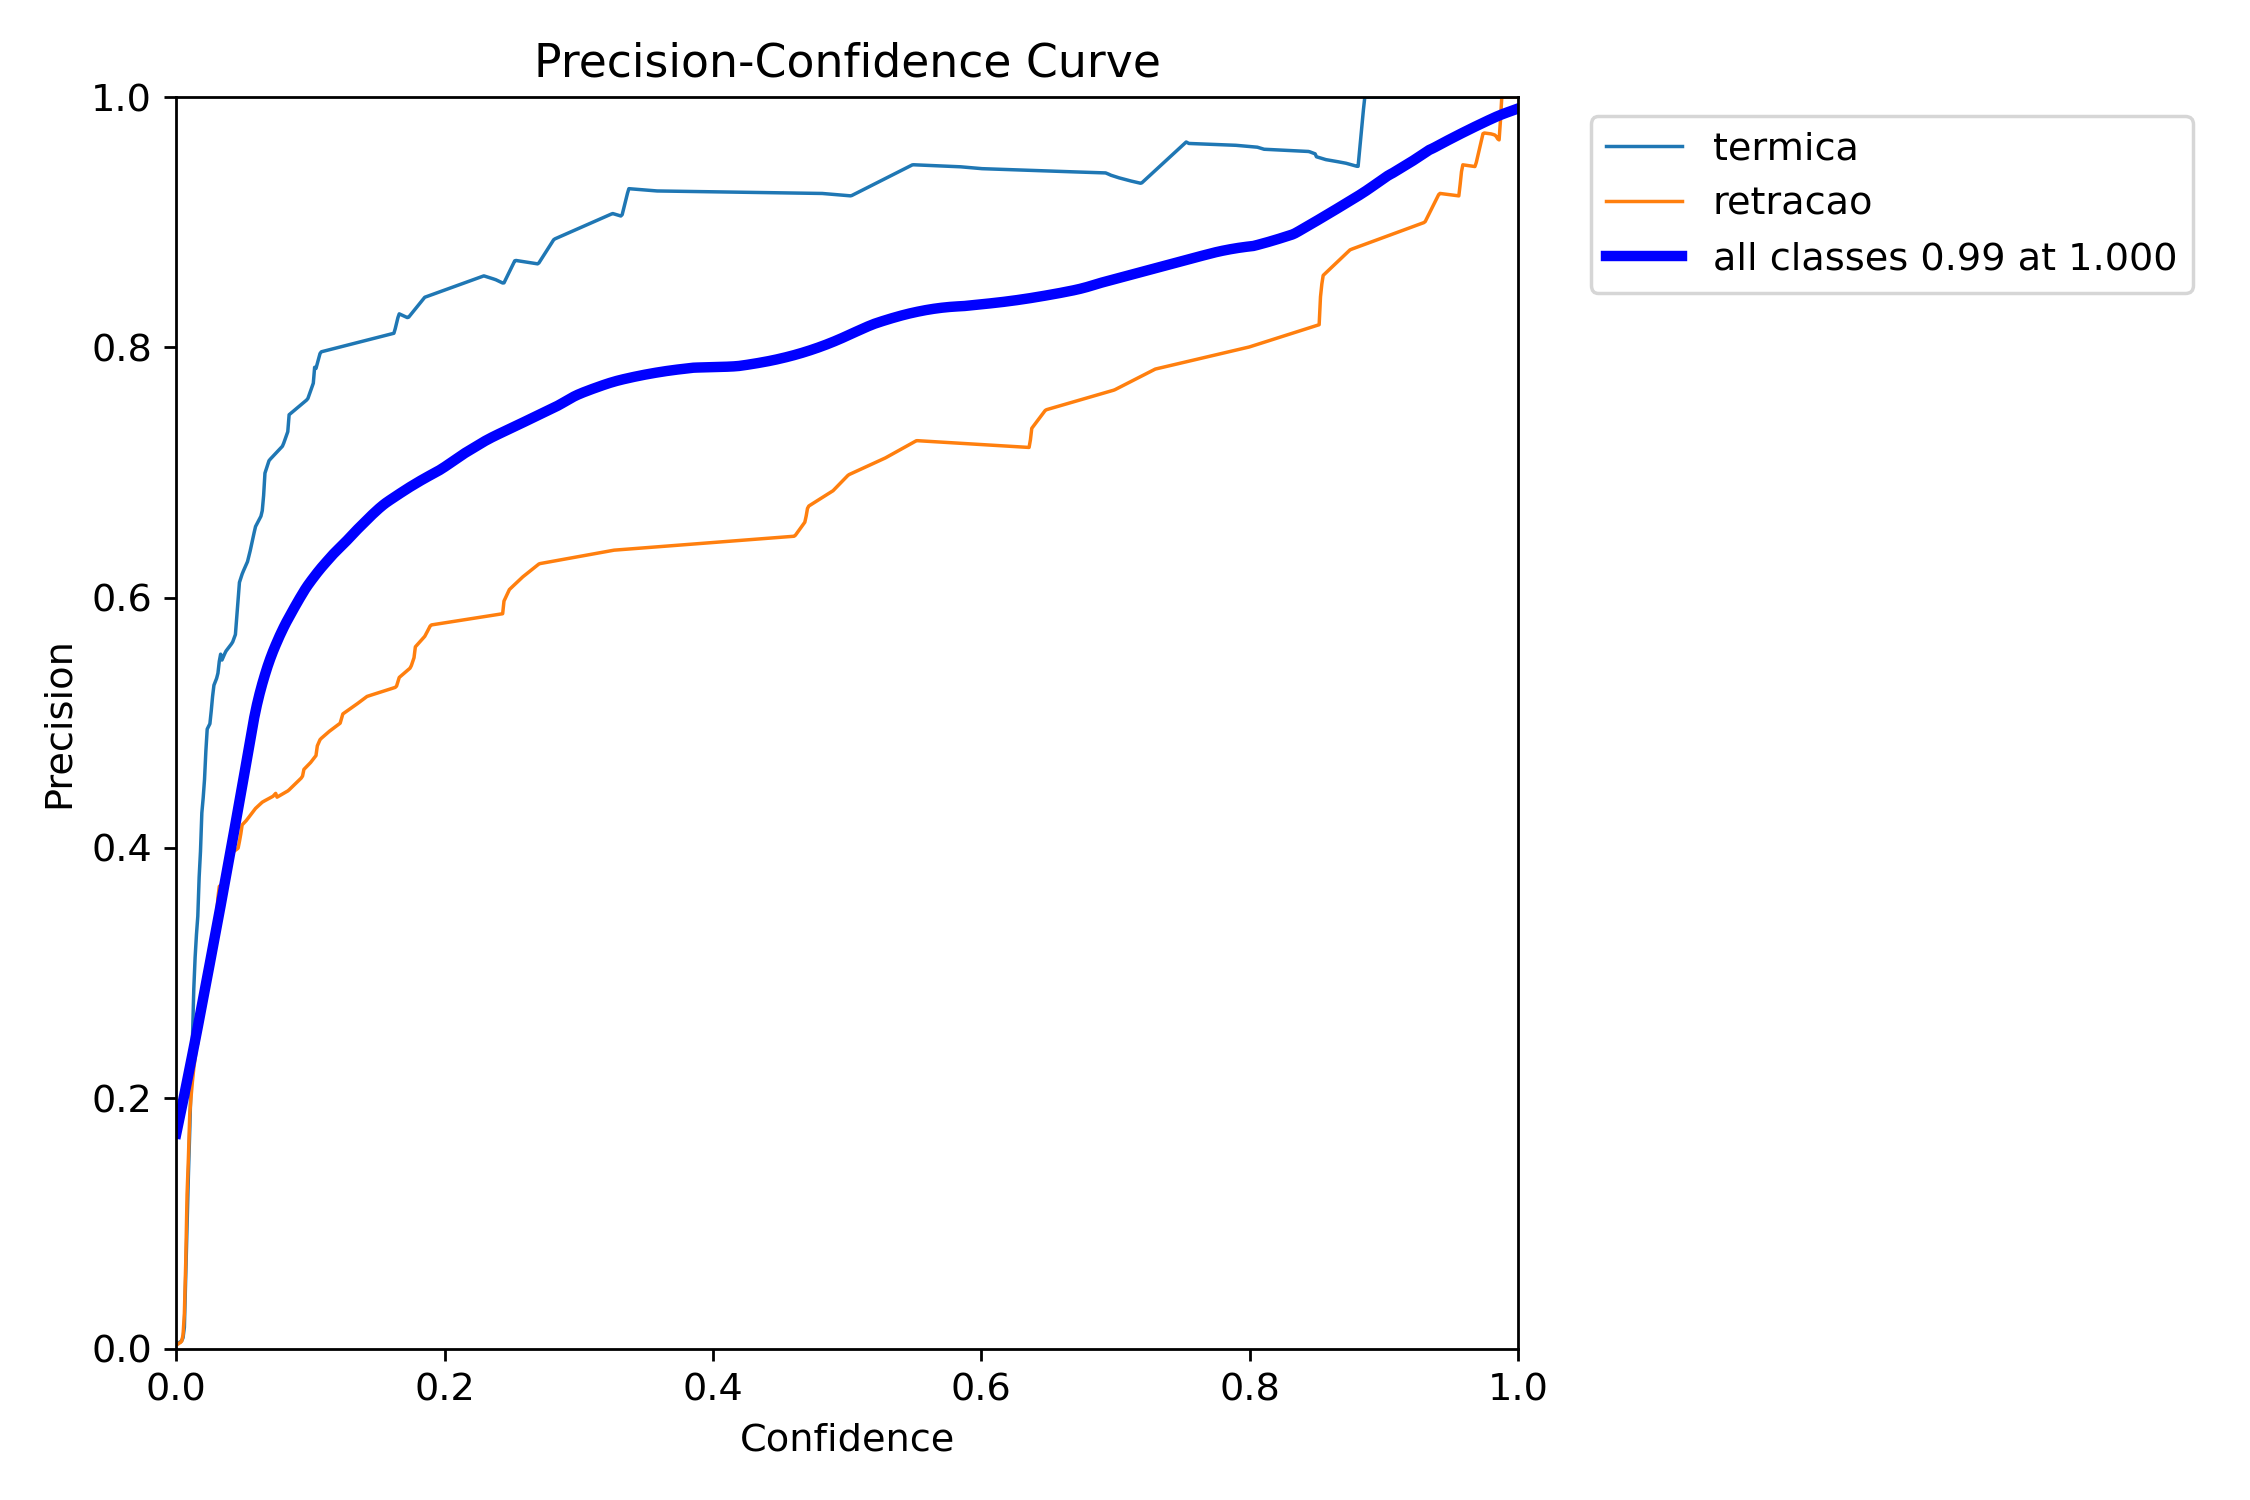 Precision-Confidence Curve
1.0
0.8
0.6
0.4
0.2
0.0
Precision
0.0 0.2 0.4 0.6 0.8 1.0
Confidence
termica
retracao
all classes 0.99 at 1.000